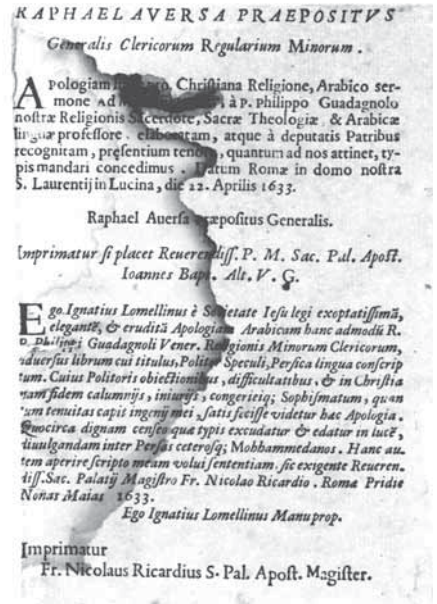 RAPHAEL AVERSA PRAEPOSITVS
Generalis Clericorum Regularium Minorum.
Apologiam pro Christiana Religione, Arabico ser-
mone à P. Philippo Guadagnolo
nostræ Religionis Sacerdote, Sacræ Theologiæ & Arabicæ
linguæ professore elaboratam, atque à deputatis Patribus
recognitam, præsentium tenore, quantum ad nos attinet, ty-
pis mandari concedimus. Datum Romæ in domo nostra
S. Laurentij in Lucina, die 22. Aprilis 1633.
Raphael Auersa Præpositus Generalis.
Imprimatur si placet Reuerendiss. P. M. Sac. Pal. Apost.
Ioannes Bapt. Alt. V. G.
Ego Ignatius Lomellinus è Societate Iesu legi exoptatissimā,
elegantē, & eruditā Apologiam Arabicam hanc admodū R.
P. Philippi Guadagnoli Vener. Religionis Minorum Clericorum,
aduersus librum cui titulus, Politor Speculi, Persica lingua conscrip
tum. Cuius Politoris obiectionibus, difficultatibus, & in Christia
nam fidem calumnijs, iniurijs, congerieiq; Sophismatum, quan
tum tenuitas capit ingenij mei, satis fecisse videtur hac Apologia.
Quocirca dignam censeo quæ typis excudatur & edatur in lucē,
diuulgandam inter Persas ceterosq; Mohhammedanos. Hanc au-
tem aperire scripto meam volui sententiam, sic exigente Reueren.
diss. Sac. Palatij Magistro Fr. Nicolao Ricardio. Romæ Pridie
Nonas Maias 1633.
Ego Ignatius Lomellinus Manuprop.
Imprimatur
Fr. Nicolaus Ricardius S. Pal. Apost. Magister.